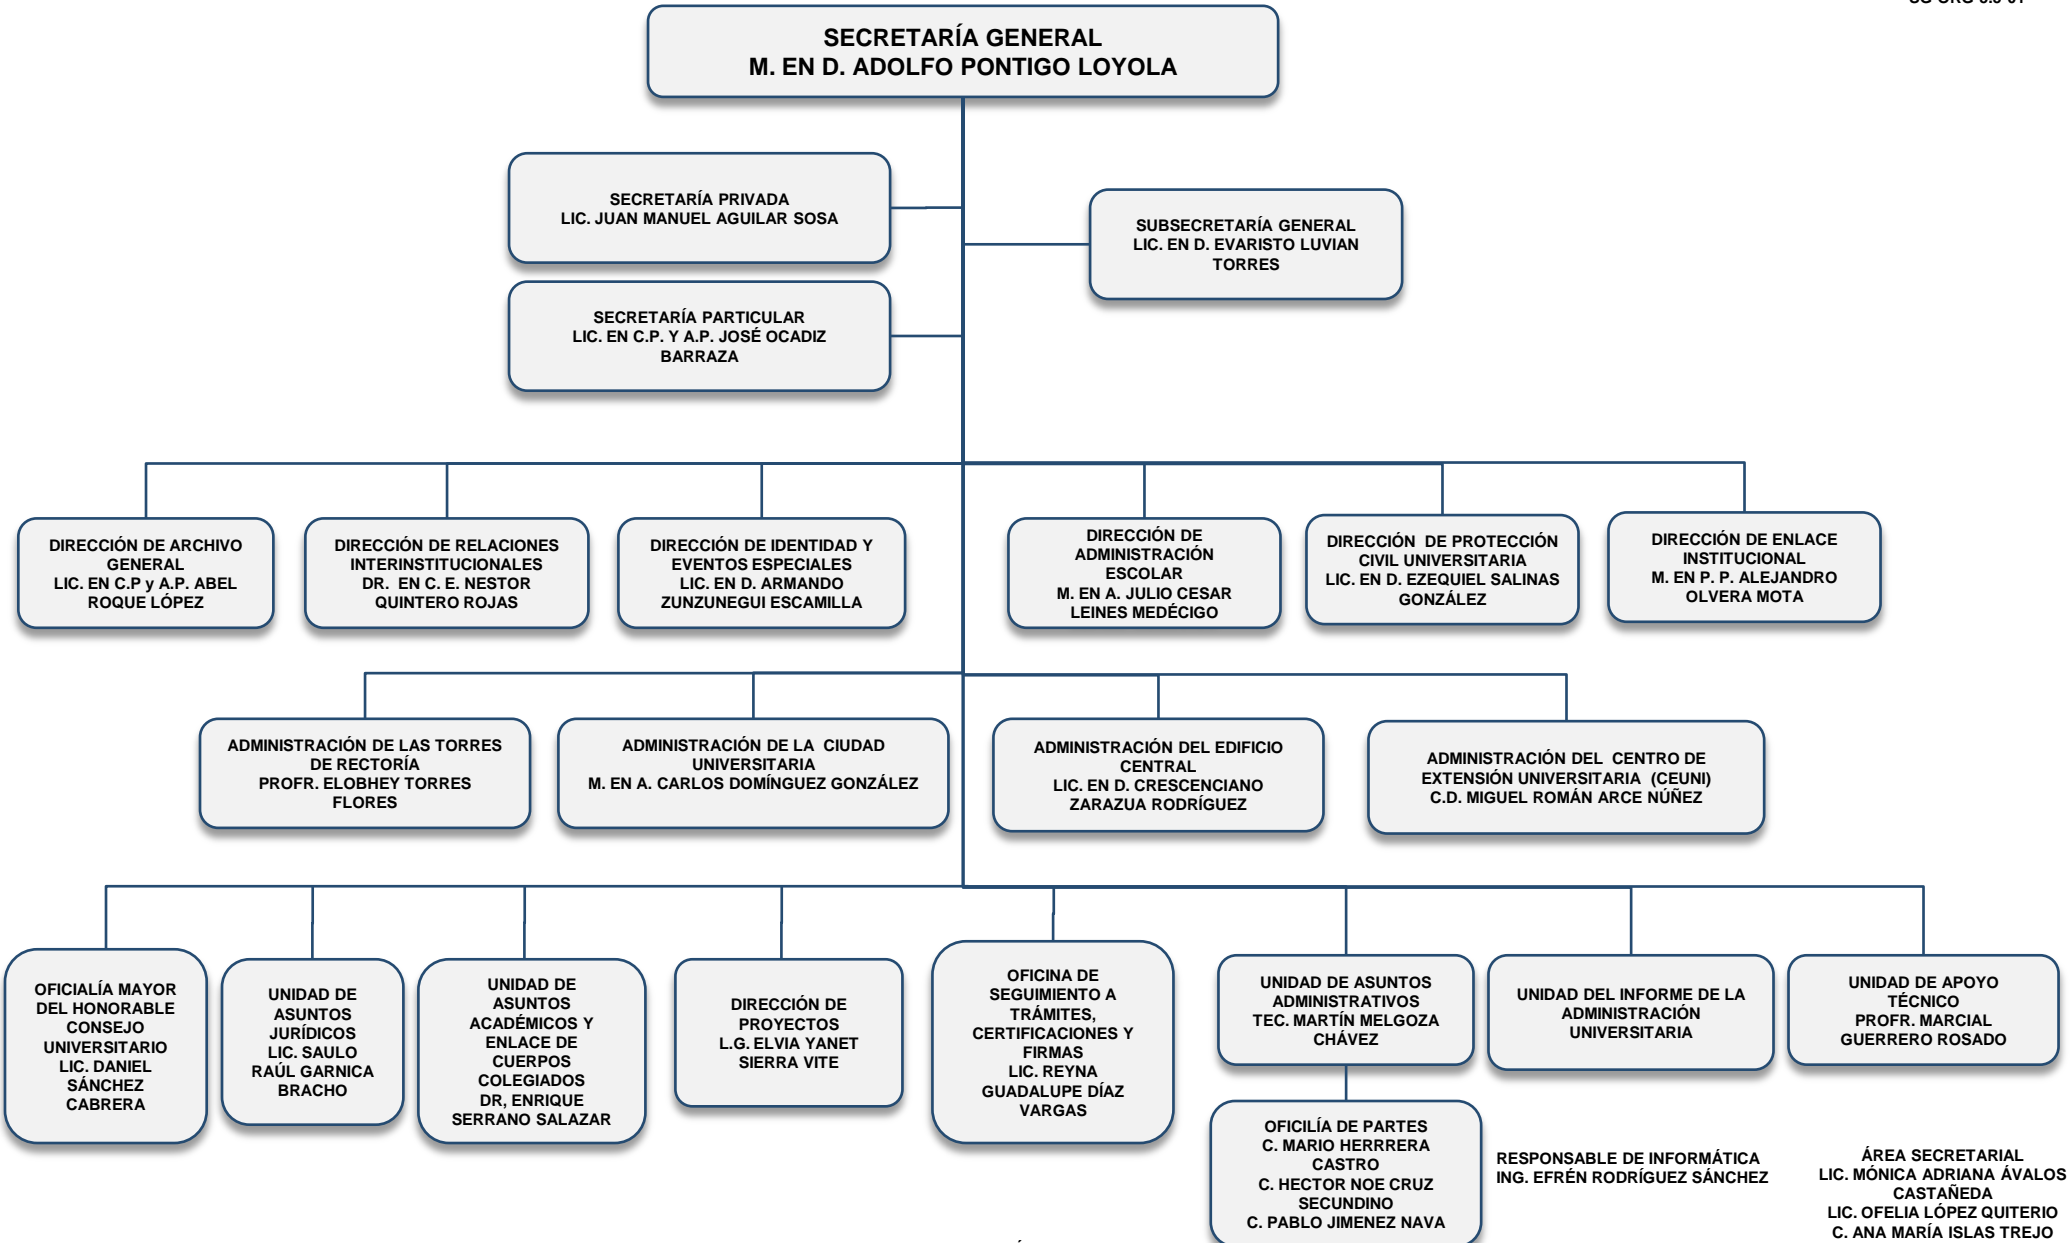 SECRETARÍA GENERAL
M. EN D. ADOLFO PONTIGO LOYOLA
SECRETARÍA PRIVADA
LIC. JUAN MANUEL AGUILAR SOSA
SUBSECRETARÍA GENERAL
LIC. EN D. EVARISTO LUVIAN
TORRES
SECRETARÍA PARTICULAR
LIC. EN C.P. Y A.P. JOSÉ OCADIZ
BARRAZA
DIRECCIÓN DE ARCHIVO
GENERAL
LIC. EN C.P y A.P. ABEL
ROQUE LÓPEZ
DIRECCIÓN DE RELACIONES
INTERINSTITUCIONALES
DR. EN C. E. NESTOR
QUINTERO ROJAS
DIRECCIÓN DE IDENTIDAD Y
EVENTOS ESPECIALES
LIC. EN D. ARMANDO
ZUNZUNEGUI ESCAMILLA
DIRECCIÓN DE
ADMINISTRACIÓN
ESCOLAR
M. EN A. JULIO CESAR
LEINES MEDÉCIGO
DIRECCIÓN DE PROTECCIÓN
CIVIL UNIVERSITARIA
LIC. EN D. EZEQUIEL SALINAS
GONZÁLEZ
DIRECCIÓN DE ENLACE
INSTITUCIONAL
M. EN P. P. ALEJANDRO
OLVERA MOTA
ADMINISTRACIÓN DE LAS TORRES
DE RECTORÍA
PROFR. ELOBHEY TORRES
FLORES
ADMINISTRACIÓN DE LA CIUDAD
UNIVERSITARIA
M. EN A. CARLOS DOMÍNGUEZ GONZÁLEZ
ADMINISTRACIÓN DEL EDIFICIO
CENTRAL
LIC. EN D. CRESCENCIANO
ZARAZUA RODRÍGUEZ
ADMINISTRACIÓN DEL CENTRO DE
EXTENSIÓN UNIVERSITARIA (CEUNI)
C.D. MIGUEL ROMÁN ARCE NÚÑEZ
OFICIALÍA MAYOR
DEL HONORABLE
CONSEJO
UNIVERSITARIO
LIC. DANIEL
SÁNCHEZ
CABRERA
UNIDAD DE
ASUNTOS
JURÍDICOS
LIC. SAULO
RAÚL GARNICA
BRACHO
UNIDAD DE
ASUNTOS
ACADÉMICOS Y
ENLACE DE
CUERPOS
COLEGIADOS
DR, ENRIQUE
SERRANO SALAZAR
DIRECCIÓN DE
PROYECTOS
L.G. ELVIA YANET
SIERRA VITE
OFICINA DE
SEGUIMIENTO A
TRÁMITES,
CERTIFICACIONES Y
FIRMAS
LIC. REYNA
GUADALUPE DÍAZ
VARGAS
UNIDAD DE ASUNTOS
ADMINISTRATIVOS
TEC. MARTÍN MELGOZA
CHÁVEZ
UNIDAD DEL INFORME DE LA
ADMINISTRACIÓN
UNIVERSITARIA
UNIDAD DE APOYO
TÉCNICO
PROFR. MARCIAL
GUERRERO ROSADO
OFICILÍA DE PARTES
C. MARIO HERRRERA
CASTRO
C. HECTOR NOE CRUZ
SECUNDINO
C. PABLO JIMENEZ NAVA
RESPONSABLE DE INFORMÁTICA
ING. EFRÉN RODRÍGUEZ SÁNCHEZ
ÁREA SECRETARIAL
LIC. MÓNICA ADRIANA ÁVALOS
CASTAÑEDA
LIC. OFELIA LÓPEZ QUITERIO
C. ANA MARÍA ISLAS TREJO